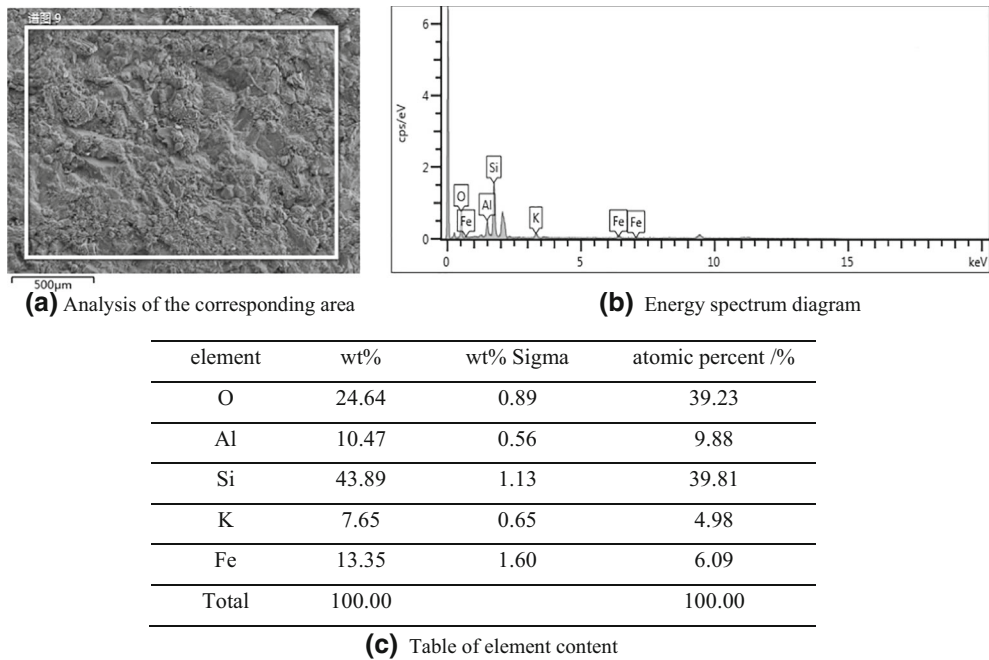 谱图 9
500μm
(a) Analysis of the corresponding area
6
4
2
0
cps/eV
O
Fe
Al
Si
K
Fe
Fe
0
5
10
15
keV
(b) Energy spectrum diagram
element wt% wt% Sigma atomic percent /%
O 24.64 0.89 39.23
Al 10.47 0.56 9.88
Si 43.89 1.13 39.81
K 7.65 0.65 4.98
Fe 13.35 1.60 6.09
Total 100.00 100.00
(c) Table of element content